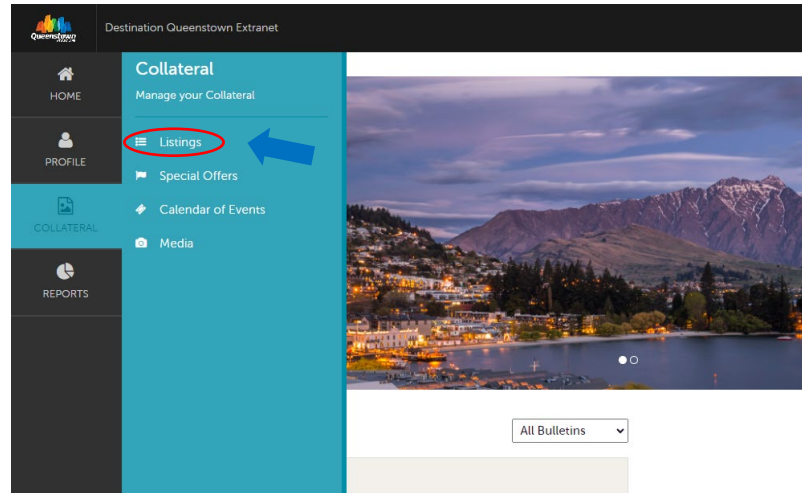 Queenstown
Destination Queenstown Extranet
HOME
PROFILE
COLLATERAL
REPORTS
Collateral
Manage your Collateral
Listings
Special Offers
Calendar of Events
Media
All Bulletins